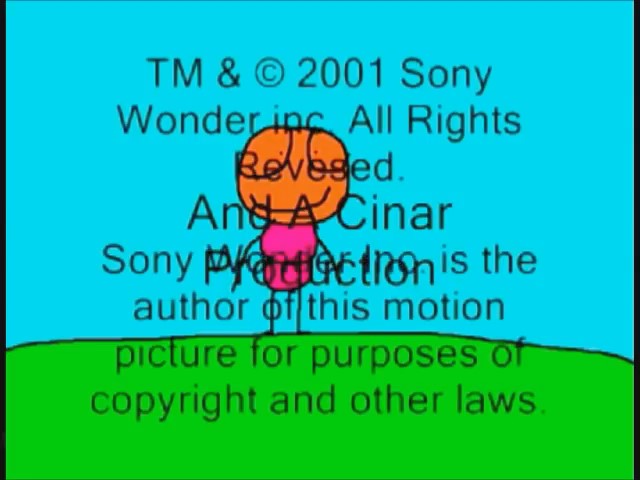 TM & © 2001 Sony
Wonder inc. All Rights
Revesed.
And A Cinar
Production
Sony Wonder Inc. is the
author of this motion
picture for purposes of
copyright and other laws.